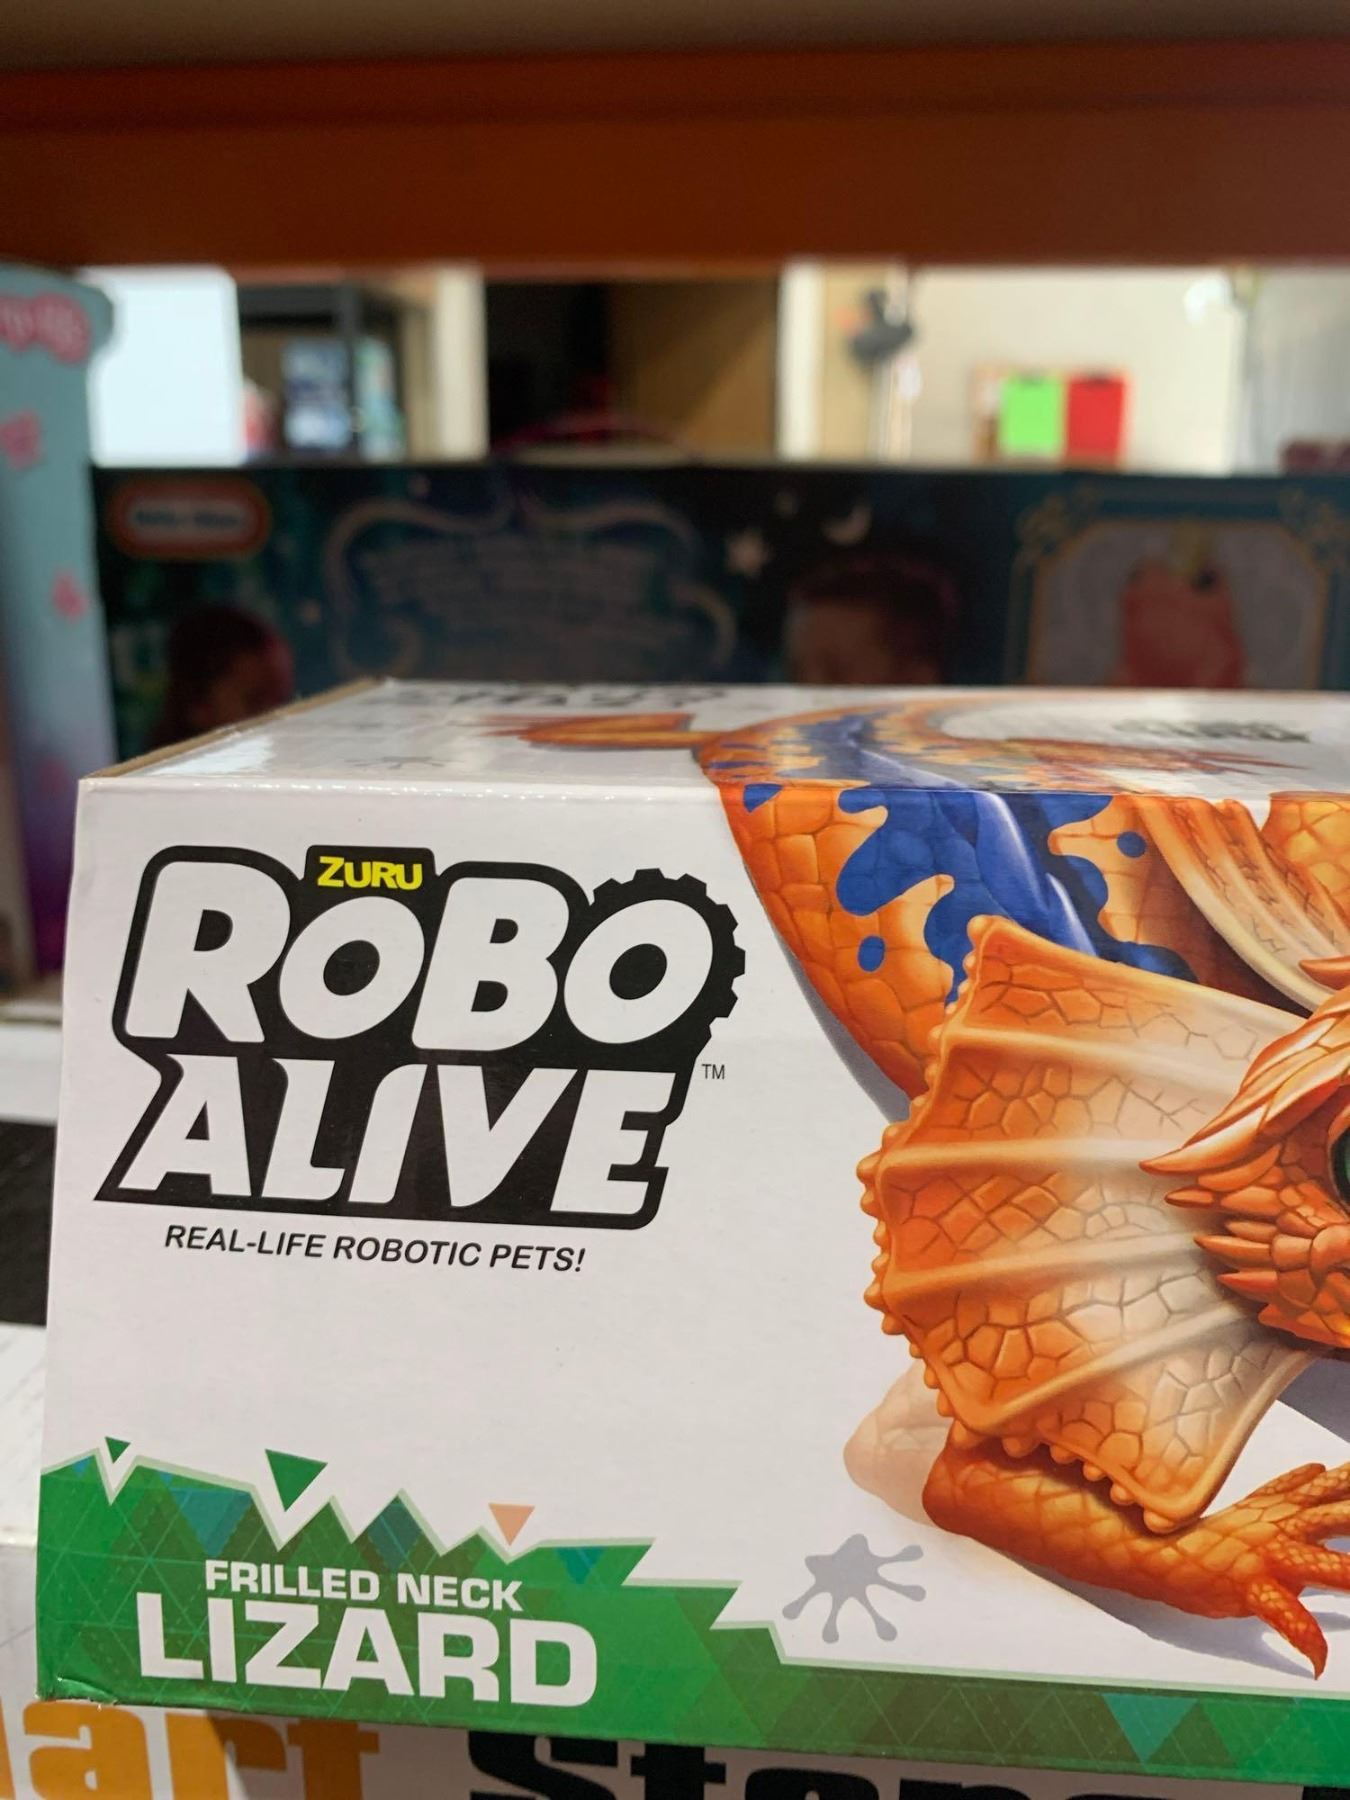 ZURU
ROBO
ALIVE
TM
REAL-LIFE ROBOTIC PETS!
FRILLED NECK
LIZARD